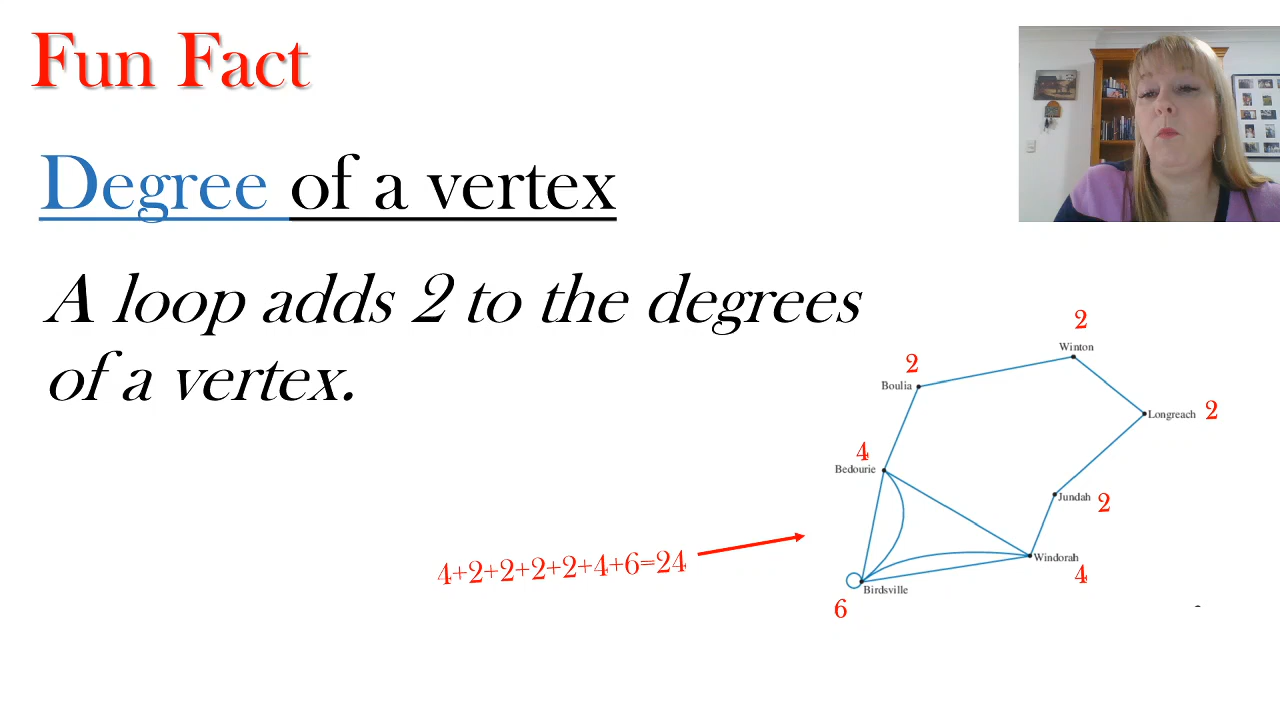 Fun Fact
Degree of a vertex
A loop adds 2 to the degrees
of a vertex.
2
Winton
2
Boulia
Longreach 2
4
Bedourie
Jundah 2
4+2+2+2+2+4+6=24
Windorah
4
Birdsville
6